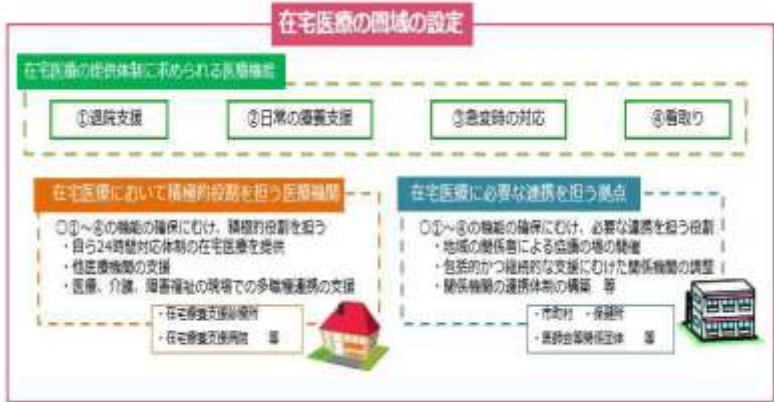 在宅医療の圏域の設定
在宅医療の提供体制に求められる医療機能
①退院支援
②日常の療養支援
③急変時の対応
④看取り
在宅医療において積極的役割を担う医療機関
○①～④の機能の確保にむけ、積極的役割を担う
・自ら24時間対応体制の在宅医療を提供
・他医療機関の支援
・医療、介護、障害福祉の現場での多職種連携の支援
・在宅療養支援診療所
・在宅療養支援病院 等
在宅医療に必要な連携を担う拠点
○①～④の機能の確保にむけ、必要な連携を担う役割
・地域の関係者による協議の場の開催
・包括的かつ継続的な支援にむけた関係機関の調整
・関係機関の連携体制の構築 等
・市町村 ・保健所
・医師会等関係団体 等